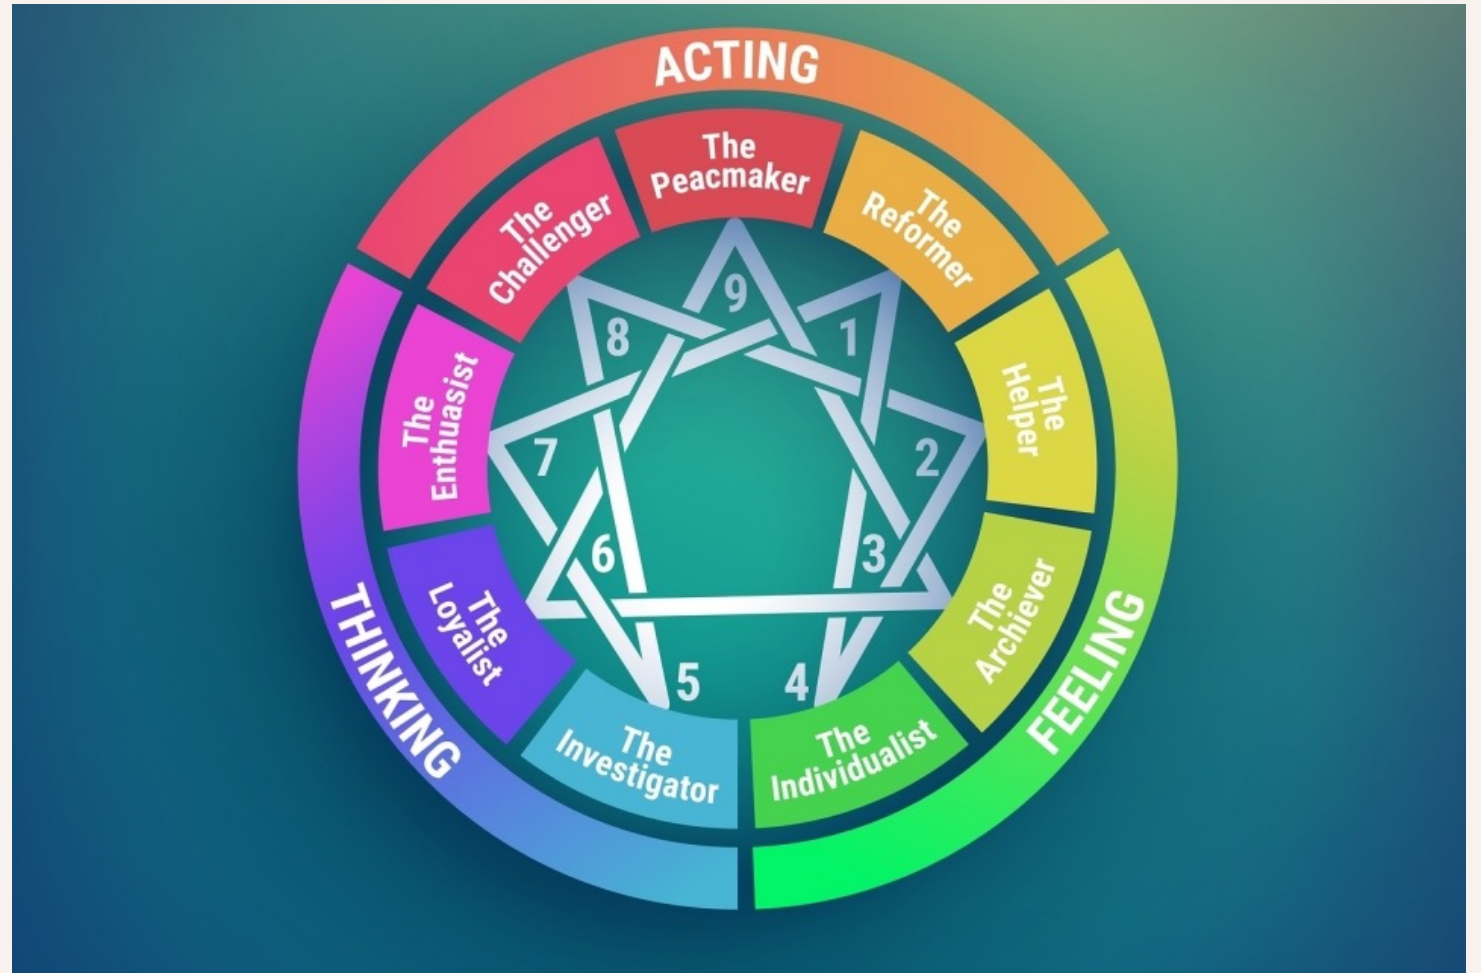 ACTING
The
Peacmaker
The
Reformer
The
Helper
The
Archiever
The
Individualist
The
Investigator
The
Loyalist
The
Enthuasist
The
Challenger
FEELING
THINKING
9
1
2
3
4
5
6
7
8